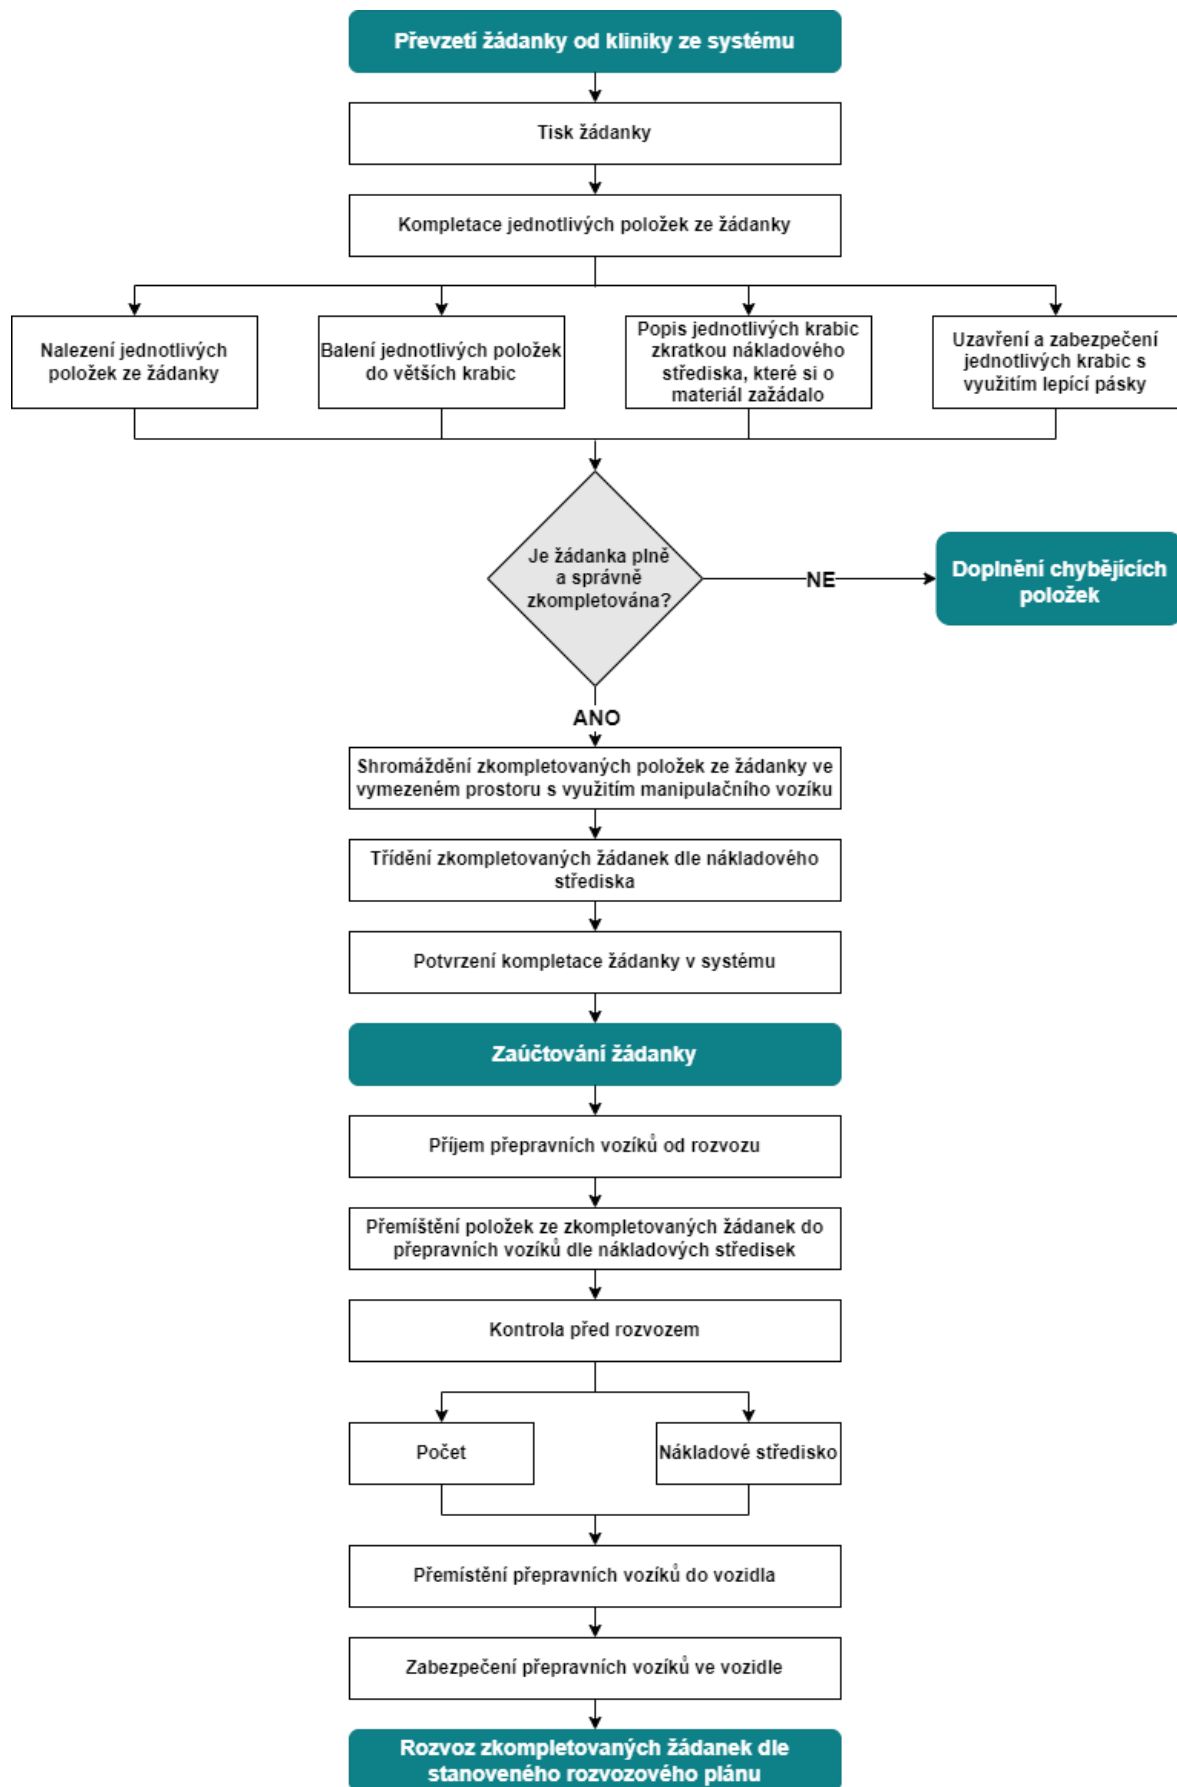 Převzetí žádanky od kliniky ze systému
Tisk žádanky
Kompletace jednotlivých položek ze žádanky
Nalezení jednotlivých
položek ze žádanky
Balení jednotlivých položek
do větších krabic
Popis jednotlivých krabic
zkratkou nákladového
střediska, které si o
materiál zažádalo
Uzavření a zabezpečení
jednotlivých krabic s
využitím lepící pásky
Je žádanka plně
a správně
zkompletována?
NE
Doplnění chybějících
položek
ANO
Shromáždění zkompletovaných položek ze žádanky ve
vymezeném prostoru s využitím manipulačního vozíku
Třídění zkompletovaných žádanek dle nákladového
střediska
Potvrzení kompletace žádanky v systému
Zaúčtování žádanky
Příjem přepravních vozíků od rozvozu
Přemíštění položek ze zkompletovaných žádanek do
přepravních vozíků dle nákladových středisek
Kontrola před rozvozem
Počet
Nákladové středisko
Přemístění přepravních vozíků do vozidla
Zabezpečení přepravních vozíků ve vozidle
Rozvoz zkompletovaných žádanek dle
stanoveného rozvozového plánu